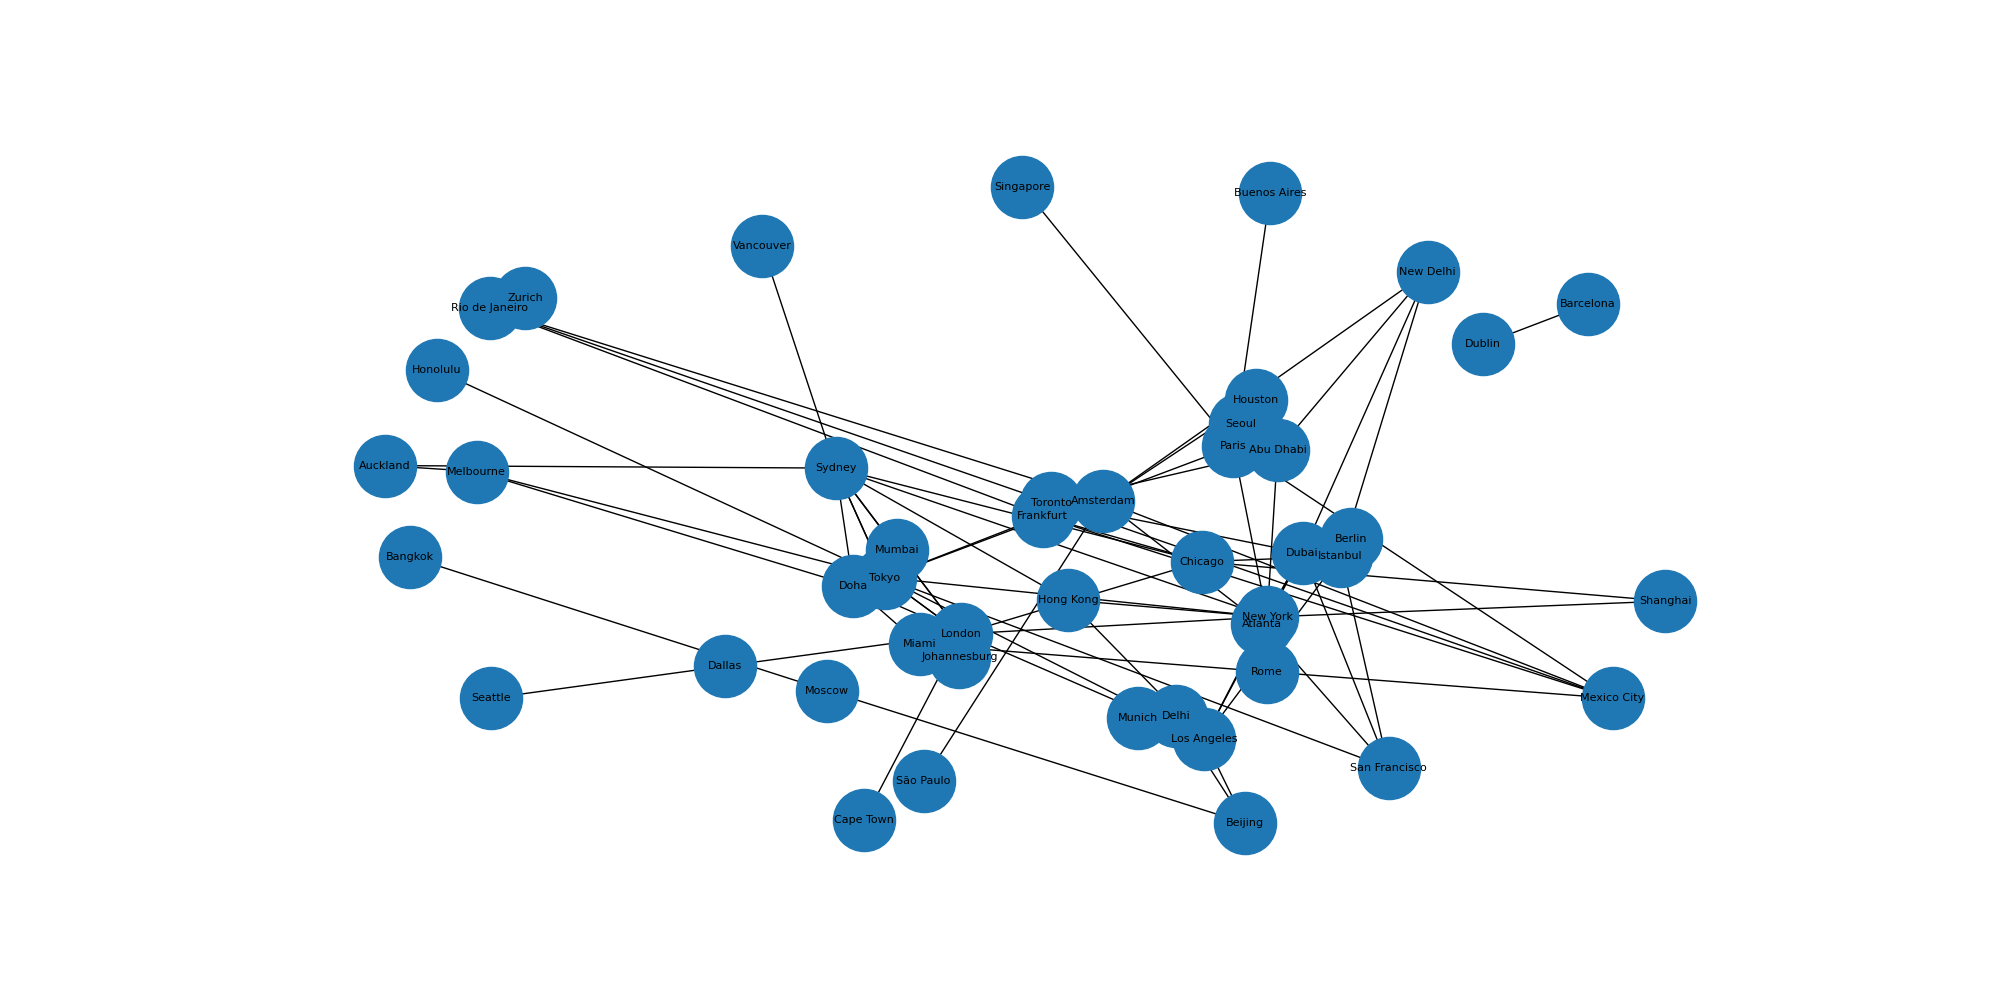 Singapore
Buenos Aires
Vancouver
New Delhi
Zurich
Rio de Janeiro
Barcelona
Dublin
Honolulu
Houston
Seoul
Paris
Abu Dhabi
Auckland
Melbourne
Sydney
Toronto
Amsterdam
Frankfurt
Berlin
Mumbai
Dubai
Istanbul
Bangkok
Chicago
Tokyo
Doha
Hong Kong
Shanghai
New York
Atlanta
London
Miami
Johannesburg
Dallas
Rome
Moscow
Seattle
Mexico City
Delhi
Munich
Los Angeles
San Francisco
São Paulo
Cape Town
Beijing